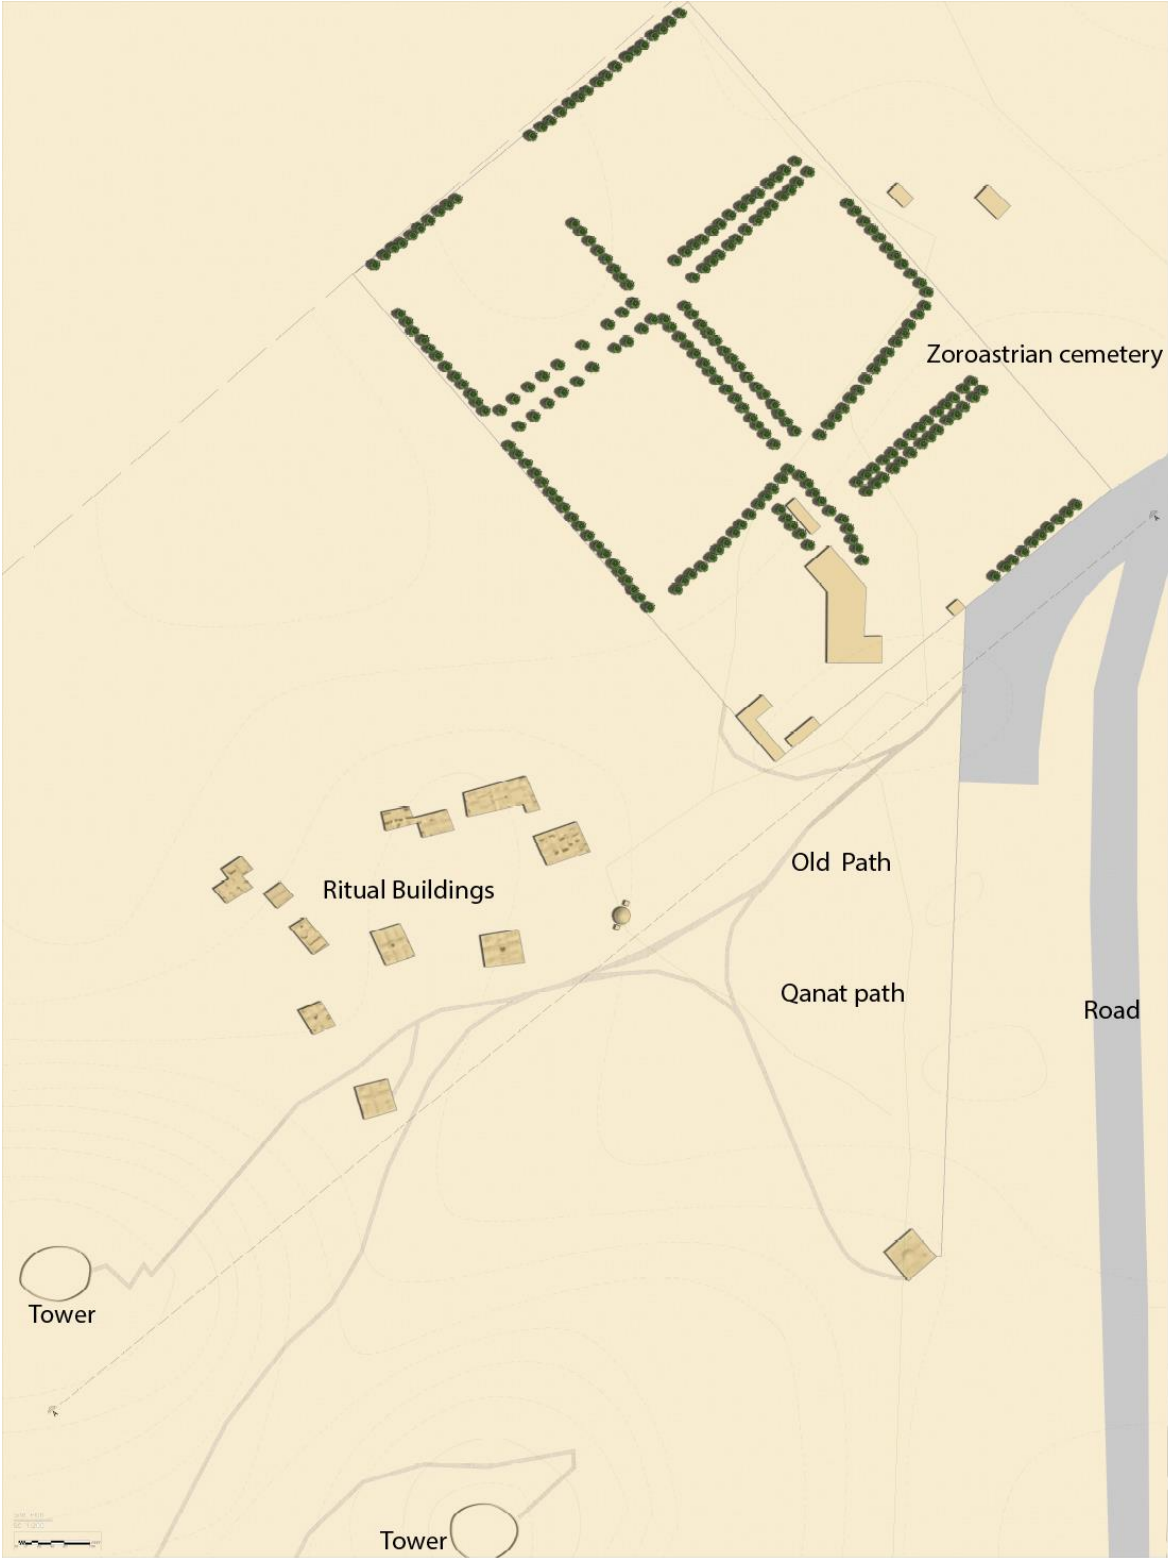 Zoroastrian cemetery
Old Path
Ritual Buildings
Qanat path
Road
Tower
Tower